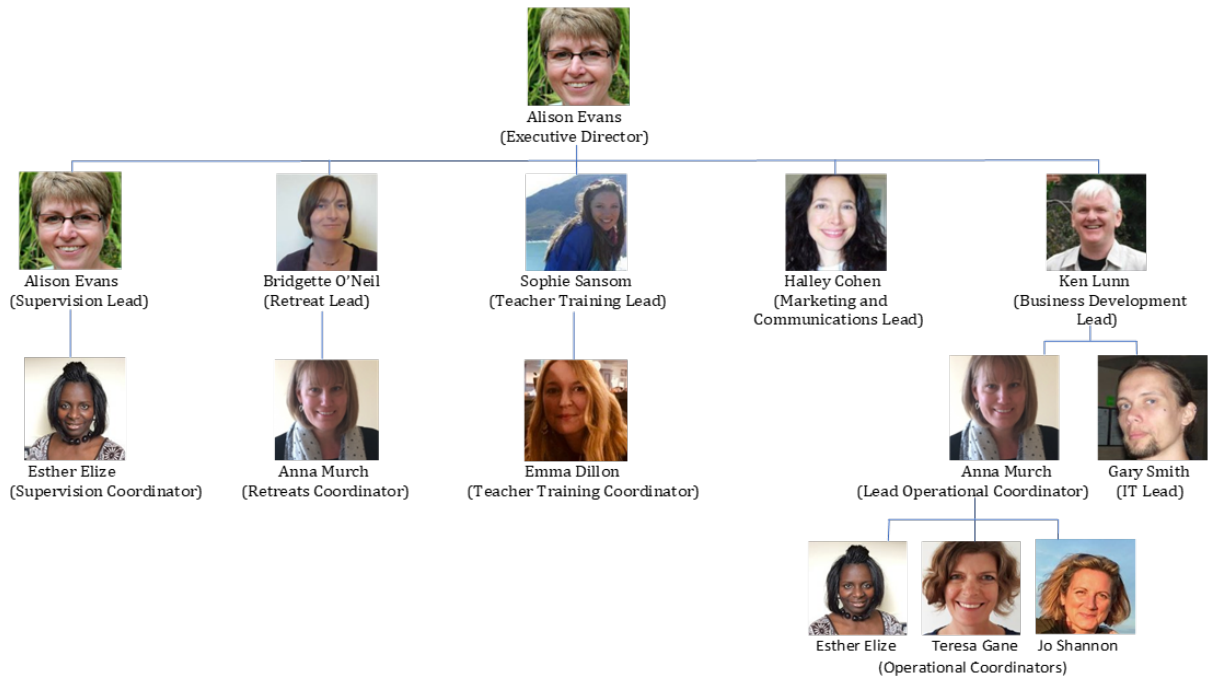 Alison Evans
(Executive Director)
Alison Evans
(Supervision Lead)
Bridgette O’Neil
(Retreat Lead)
Sophie Sansom
(Teacher Training Lead)
Halley Cohen
(Marketing and
Communications Lead)
Ken Lunn
(Business Development
Lead)
Esther Elize
(Supervision Coordinator)
Anna Murch
(Retreats Coordinator)
Emma Dillon
(Teacher Training Coordinator)
Anna Murch
(Lead Operational Coordinator)
Gary Smith
(IT Lead)
Esther Elize
Teresa Gane
Jo Shannon
(Operational Coordinators)